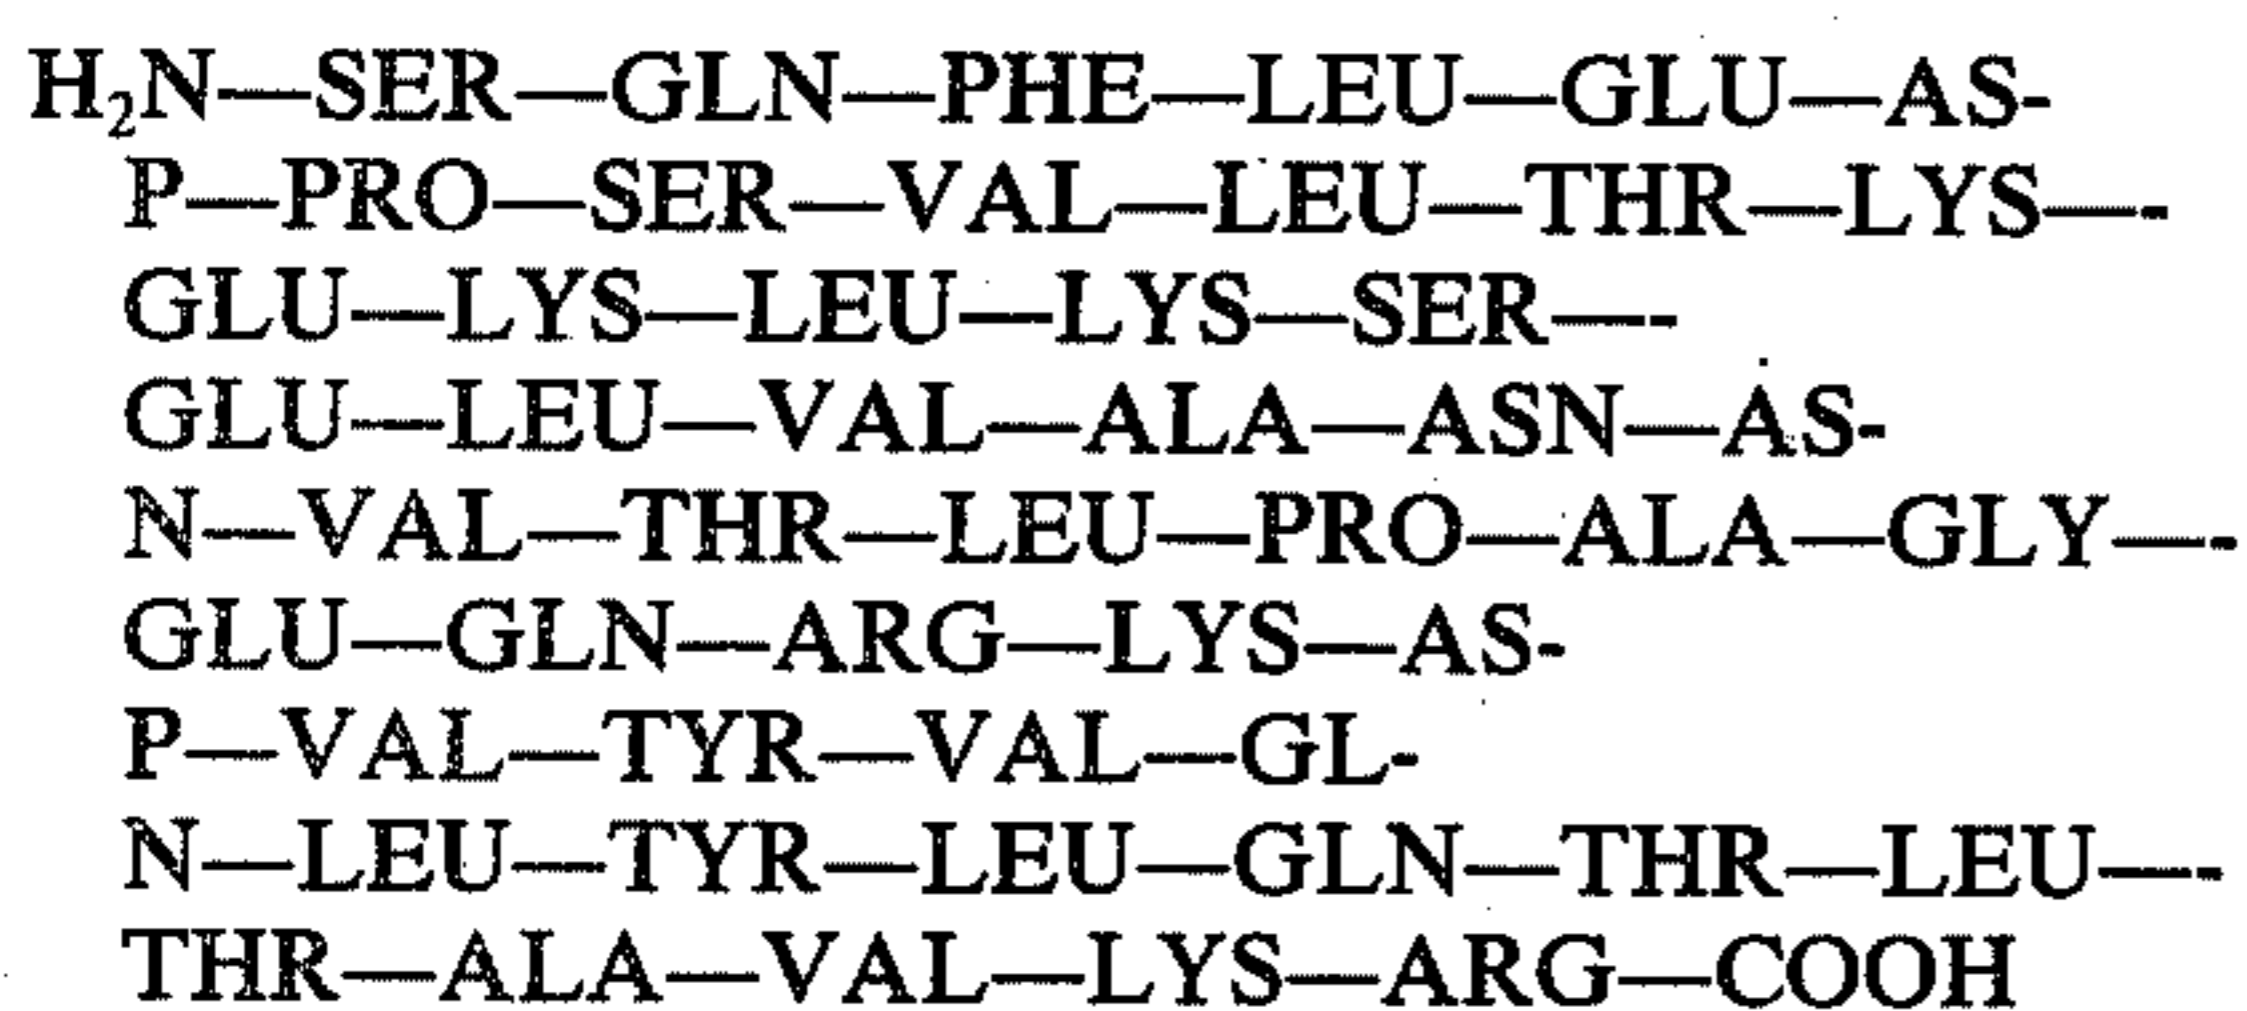 H₂N—SER—GLN—PHE—LEU—GLU—AS-
P—PRO—SER—VAL—LEU—THR—LYS—-
GLU—LYS—LEU—LYS—SER—-
GLU—LEU—VAL—ALA—ASN—AS-
N—VAL—THR—LEU—PRO—ALA—GLY—-
GLU—GLN—ARG—LYS—AS-
P—VAL—TYR—VAL—GL-
N—LEU—TYR—LEU—GLN—THR—LEU—-
THR—ALA—VAL—LYS—ARG—COOH